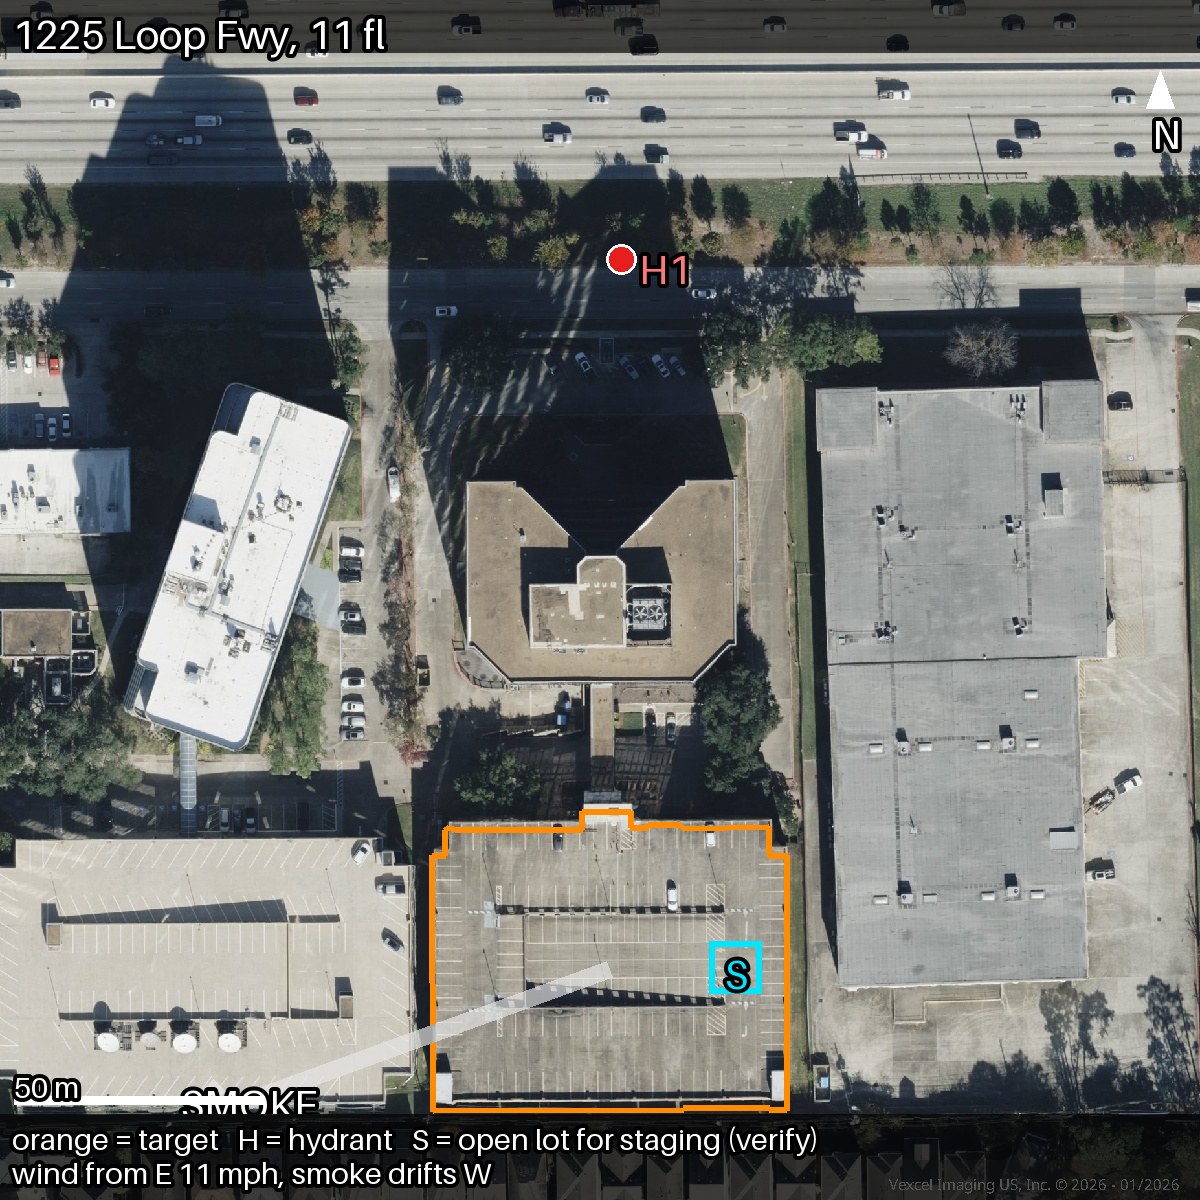 1225 Loop Fwy, 11 fl
N
H1
S
50 m
SMOKE
orange = target H = hydrant S = open lot for staging (verify)
wind from E 11 mph, smoke drifts W
Vexcel Imaging US, Inc. © 2026 - 01/2026